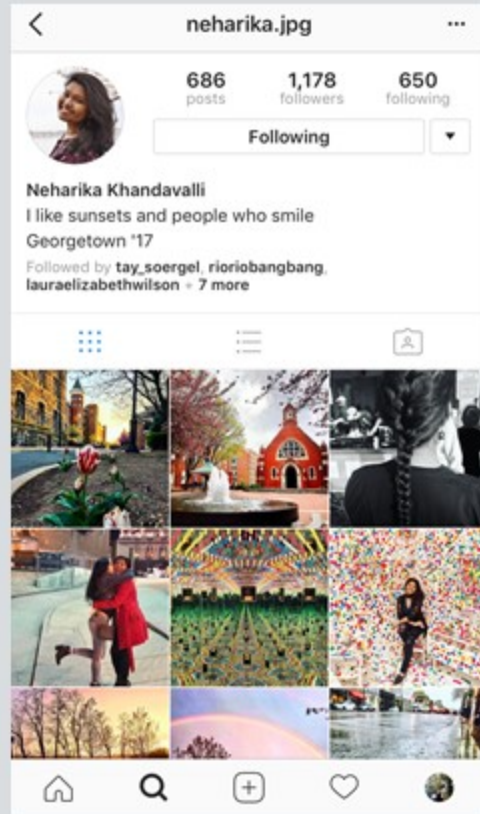 neharika.jpg
686 1,178 650
posts followers following
Following
Neharika Khandavalli
I like sunsets and people who smile
Georgetown '17
Followed by tay_soergel, rioriobangbang,
lauraelizabethwilson + 7 more